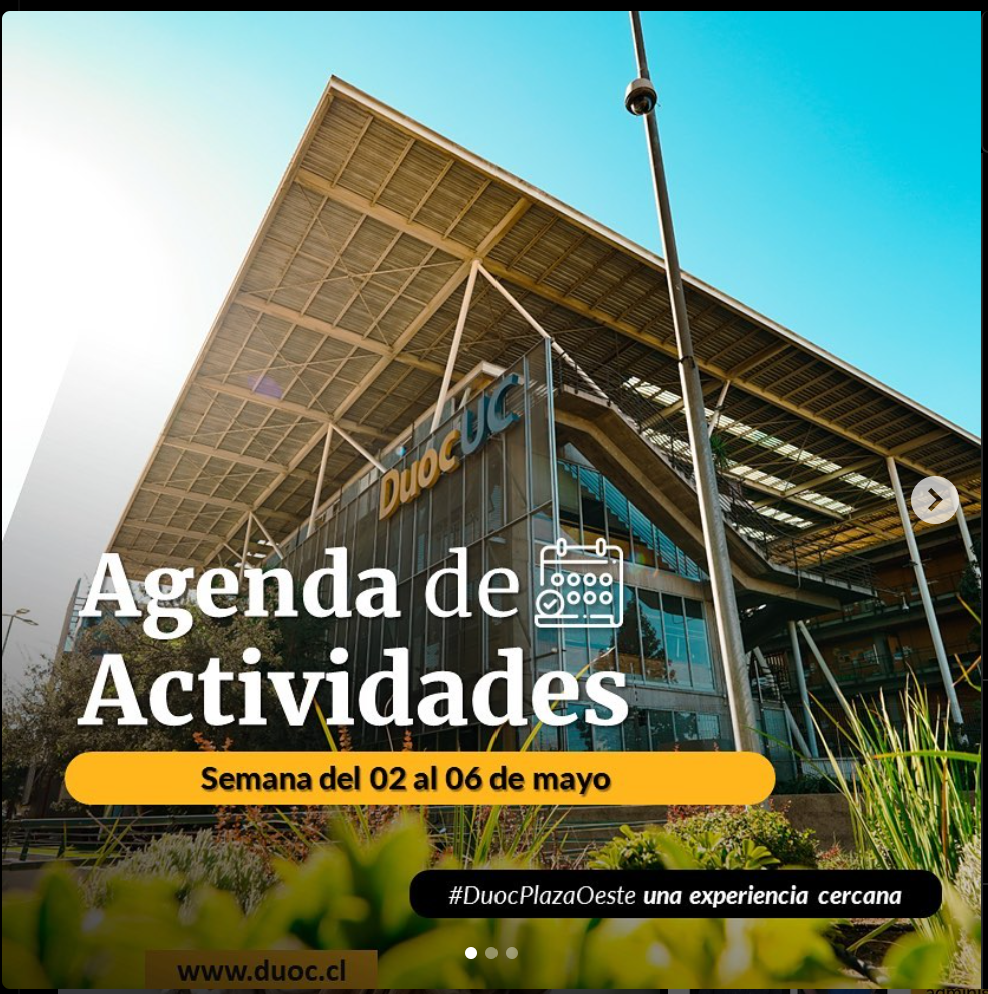 DuocUC
Agenda de
Actividades
Semana del 02 al 06 de mayo
#DuocPlazaOeste una experiencia cercana
www.duoc.cl